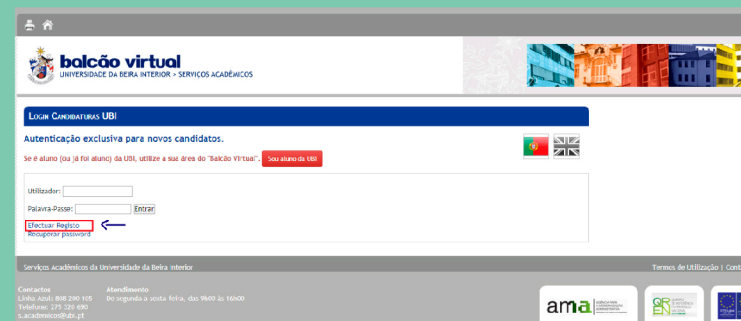 balcão virtual
UNIVERSIDADE DA BEIRA INTERIOR > SERVIÇOS ACADÉMICOS
LOGIN CANDIDATURAS UBI
Autenticação exclusiva para novos candidatos.
Se é aluno (ou já foi aluno) da UBI, utilize a sua área do "Balcão Virtual". Sou aluno da UBI
Utilizador:
Palavra-Passe: Entrar
Efectuar Registo
Recuperar password
Serviços Académicos da Universidade da Beira Interior
Termos de Utilização | Cont
Contactos
Atendimento
Linha Azul: 808 200 105
De segunda a sexta feira, das 9h00 às 16h00
Telefone: 275 320 690
s.academicos@ubi.pt
ama
QREN